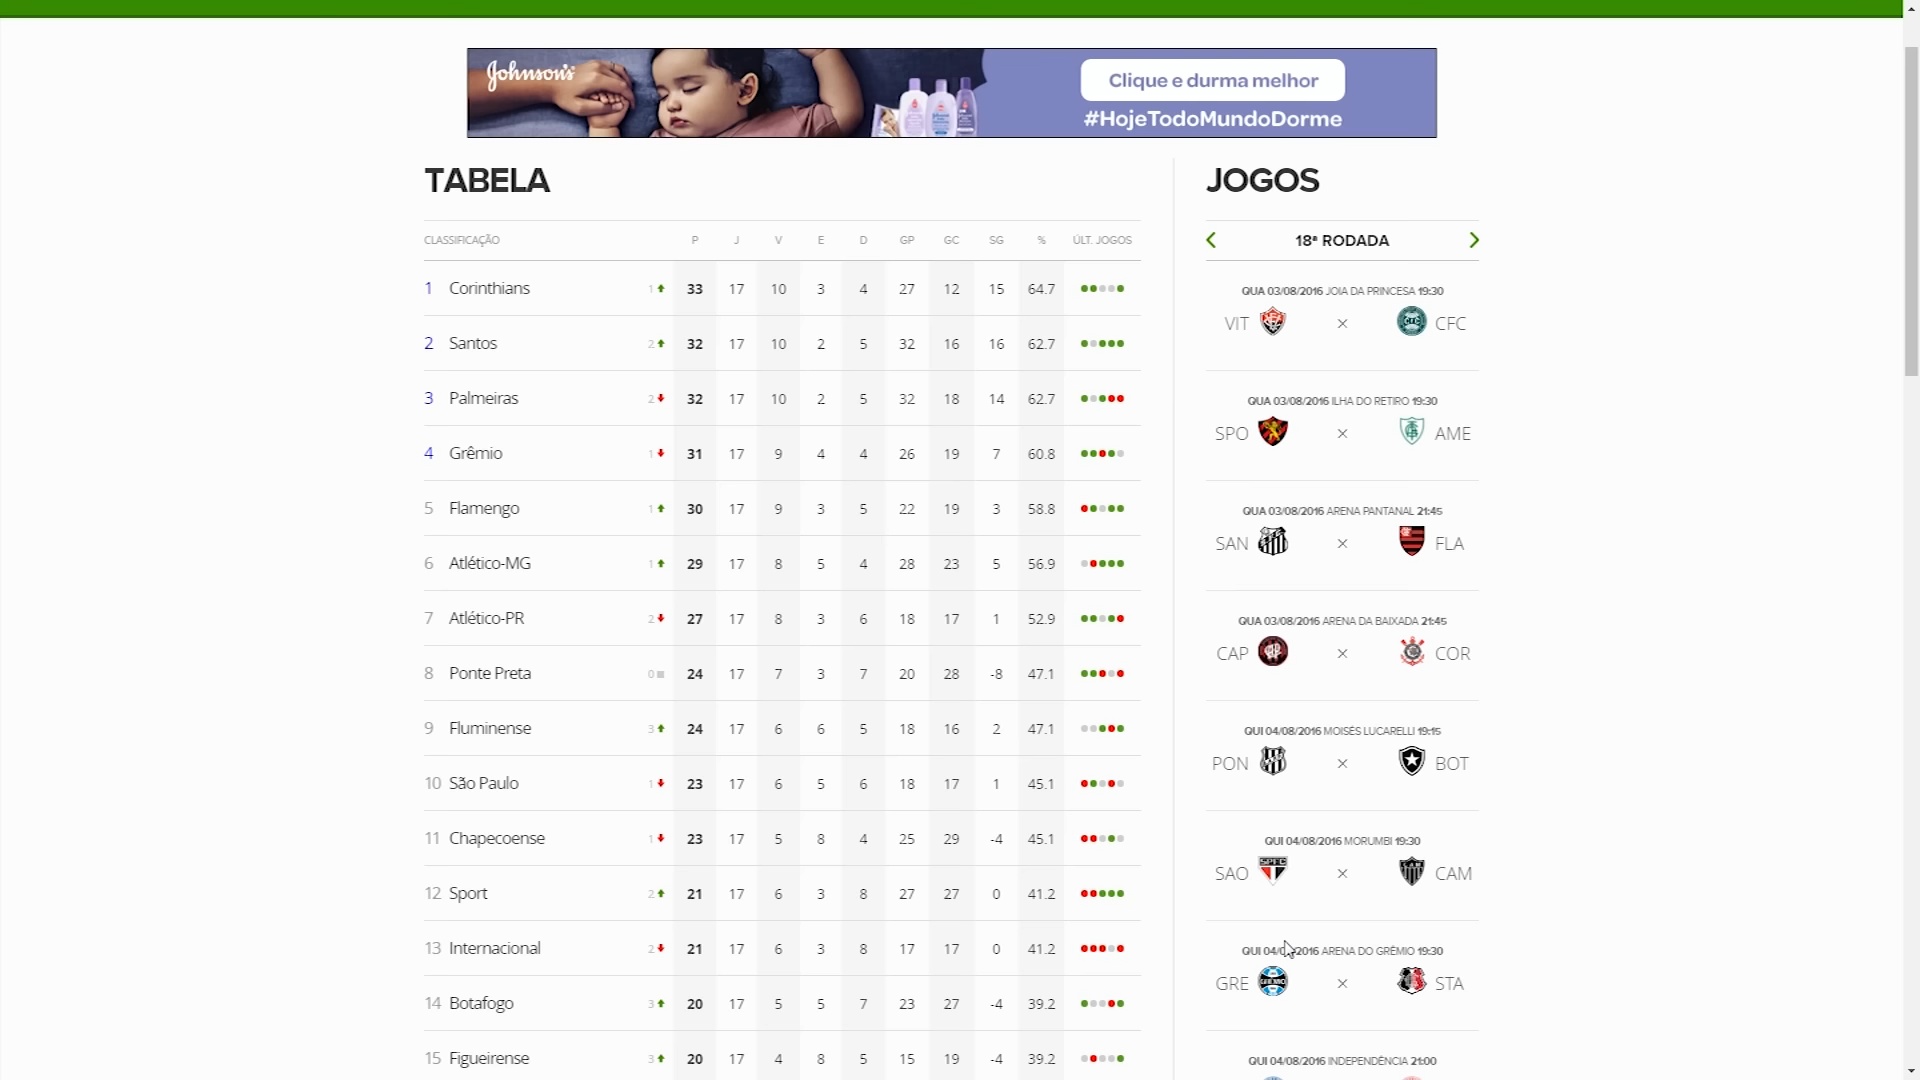 Johnson's
Clique e durma melhor
#HojeTodoMundoDorme
TABELA
CLASSIFICAÇÃO P J V E D GP GC SG % ÚLT. JOGOS
1 Corinthians 1 33 17 10 3 4 27 12 15 64.7
2 Santos 2 32 17 10 2 5 32 16 16 62.7
3 Palmeiras 2 32 17 10 2 5 32 18 14 62.7
4 Grêmio 1 31 17 9 4 4 26 19 7 60.8
5 Flamengo 1 30 17 9 3 5 22 19 3 58.8
6 Atlético-MG 1 29 17 8 5 4 28 23 5 56.9
7 Atlético-PR 2 27 17 8 3 6 18 17 1 52.9
8 Ponte Preta 0 24 17 7 3 7 20 28 -8 47.1
9 Fluminense 3 24 17 6 6 5 18 16 2 47.1
10 São Paulo 1 23 17 6 5 6 18 17 1 45.1
11 Chapecoense 1 23 17 5 8 4 25 29 -4 45.1
12 Sport 2 21 17 6 3 8 27 27 0 41.2
13 Internacional 2 21 17 6 3 8 17 17 0 41.2
14 Botafogo 3 20 17 5 5 7 23 27 -4 39.2
15 Figueirense 3 20 17 4 8 5 15 19 -4 39.2
JOGOS
18ª RODADA
QUA 03/08/2016 JOIA DA PRINCESA 19:30
VIT × CFC
QUA 03/08/2016 ILHA DO RETIRO 19:30
SPO × AME
QUA 03/08/2016 ARENA PANTANAL 21:45
SAN × FLA
QUA 03/08/2016 ARENA DA BAIXADA 21:45
CAP × COR
QUI 04/08/2016 MOISÉS LUCARELLI 19:15
PON × BOT
QUI 04/08/2016 MORUMBI 19:30
SAO × CAM
QUI 04/08/2016 ARENA DO GRÊMIO 19:30
GRE × STA
QUI 04/08/2016 INDEPENDÊNCIA 21:00